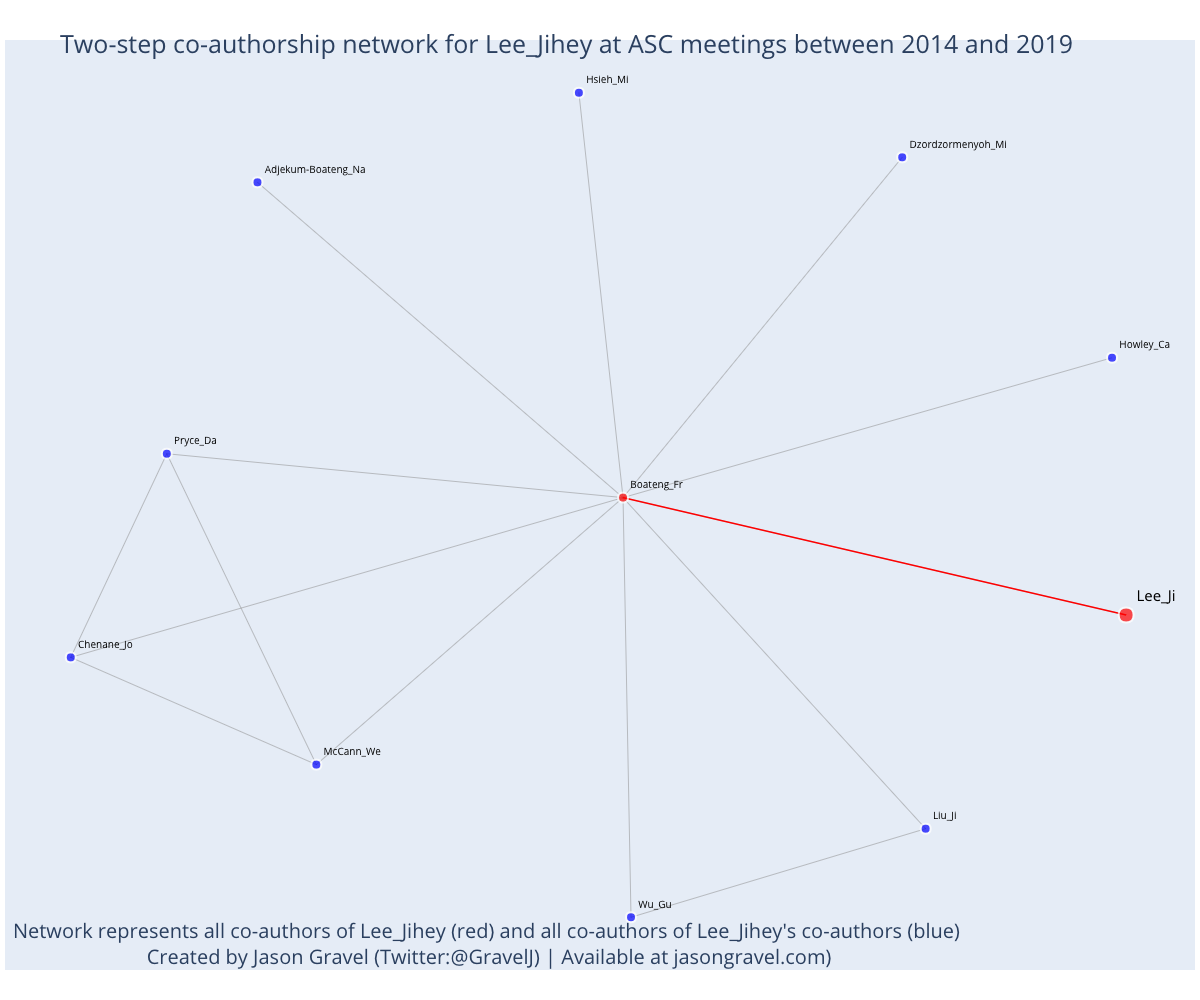 Two-step co-authorship network for Lee_Jihey at ASC meetings between 2014 and 2019
Hsieh_Mi
Dzordzormenyoh_Mi
Adjekum-Boateng_Na
Howley_Ca
Pryce_Da
Boateng_Fr
Lee_Ji
Chenane_Jo
McCann_We
Liu_Ji
Wu_Gu
Network represents all co-authors of Lee_Jihey (red) and all co-authors of Lee_Jihey's co-authors (blue)
Created by Jason Gravel (Twitter:@GravelJ) | Available at jasongravel.com)